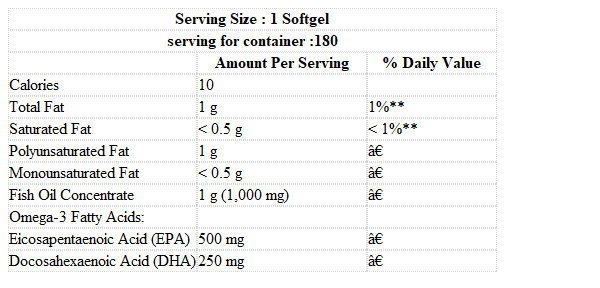 Serving Size : 1 Softgel
serving for container :180
Amount Per Serving % Daily Value
Calories 10
Total Fat 1 g 1%**
Saturated Fat < 0.5 g < 1%**
Polyunsaturated Fat 1 g â€
Monounsaturated Fat < 0.5 g â€
Fish Oil Concentrate 1 g (1,000 mg) â€
Omega-3 Fatty Acids:
Eicosapentaenoic Acid (EPA) 500 mg â€
Docosahexaenoic Acid (DHA) 250 mg â€